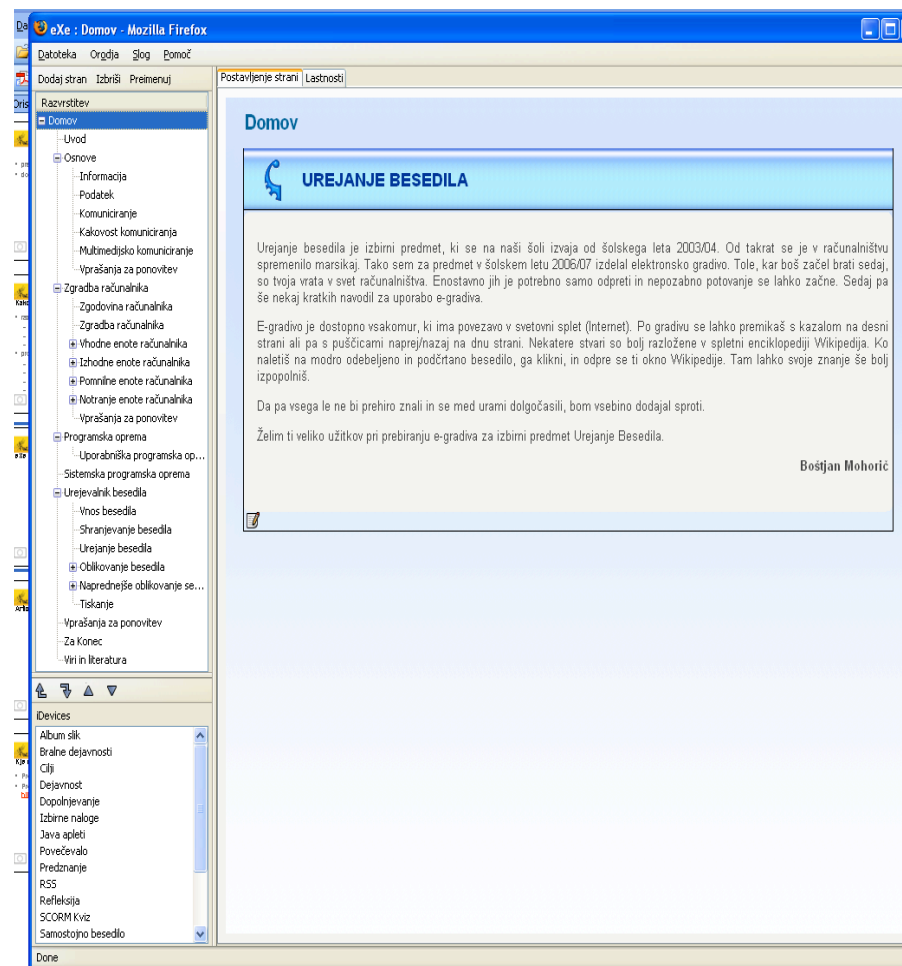 eXe : Domov - Mozilla Firefox
Datoteka Orodja Slog Pomoč
Dodaj stran Izbriši Preimenuj
Postavljenje strani Lastnosti
Razvrstitev
Domov
Uvod
Osnove
Informacija
Podatek
Komuniciranje
Kakovost komuniciranja
Multimedijsko komuniciranje
Vprašanja za ponovitev
Zgradba računalnika
Zgodovina računalnika
Zgradba računalnika
Vhodne enote računalnika
Izhodne enote računalnika
Pomnilne enote računalnika
Notranje enote računalnika
Vprašanja za ponovitev
Programska oprema
Uporabniška programska op...
Sistemska programska oprema
Urejevalnik besedila
Vnos besedila
Shranjevanje besedila
Urejanje besedila
Oblikovanje besedila
Naprednejše oblikovanje se...
Tiskanje
Vprašanja za ponovitev
Za Konec
Viri in literatura
iDevices
Album slik
Bralne dejavnosti
Cilji
Dejavnost
Dopolnjevanje
Izbirne naloge
Java apleti
Povečevalo
Predznanje
RSS
Refleksija
SCORM Kviz
Samostojno besedilo
Domov
UREJANJE BESEDILA
Urejanje besedila je izbirni predmet, ki se na naši šoli izvaja od šolskega leta 2003/04. Od takrat se je v računalništvu
spremenilo marsikaj. Tako sem za predmet v šolskem letu 2006/07 izdelal elektronsko gradivo. Tole, kar boš začel brati sedaj,
so tvoja vrata v svet računalništva. Enostavno jih je potrebno samo odpreti in nepozabno potovanje se lahko začne. Sedaj pa
še nekaj kratkih navodil za uporabo e-gradiva.
E-gradivo je dostopno vsakomur, ki ima povezavo v svetovni splet (Internet). Po gradivu se lahko premikaš s kazalom na desni
strani ali pa s puščicami naprej/nazaj na dnu strani. Nekatere stvari so bolj razložene v spletni enciklopediji Wikipedija. Ko
naletiš na modro odebeljeno in podčrtano besedilo, ga klikni, in odpre se ti okno Wikipedije. Tam lahko svoje znanje še bolj
izpopolniš.
Da pa vsega le ne bi prehiro znali in se med urami dolgočasili, bom vsebino dodajal sproti.
Želim ti veliko užitkov pri prebiranju e-gradiva za izbirni predmet Urejanje Besedila.
Boštjan Mohorić
Done